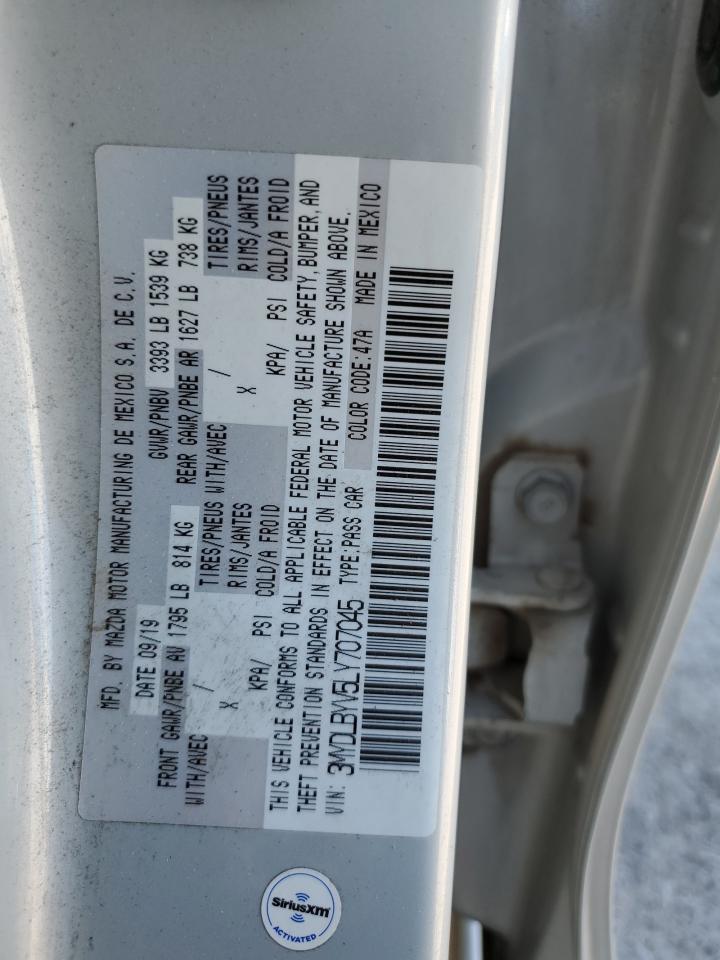 MFD. BY MAZDA MOTOR MANUFACTURING DE MEXICO S.A. DE C.V.
DATE 09/19 GVWR/PNBV 3393 LB 1539 KG
FRONT GAWR/PNBE AV 1795 LB 814 KG REAR GAWR/PNBE AR 1627 LB 738 KG
WITH/AVEC / TIRES/PNEUS WITH/AVEC / TIRES/PNEUS
X RIMS/JANTES X RIMS/JANTES
KPA/ PSI COLD/A FROID KPA/ PSI COLD/A FROID
THIS VEHICLE CONFORMS TO ALL APPLICABLE FEDERAL MOTOR VEHICLE SAFETY, BUMPER, AND
THEFT PREVENTION STANDARDS IN EFFECT ON THE DATE OF MANUFACTURE SHOWN ABOVE.
VIN: 3MYDLBYV5LY707045 TYPE:PASS CAR COLOR CODE:47A MADE IN MEXICO
SiriusXM
ACTIVATED